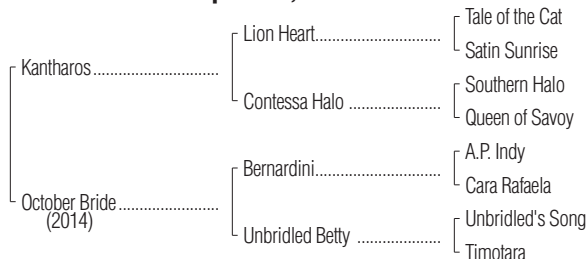 Tale of the Cat
Lion Heart
Satin Sunrise
Kantharos
Southern Halo
Contessa Halo
Queen of Savoy
A.P. Indy
Bernardini
Cara Rafaela
October Bride
(2014)
Unbridled's Song
Unbridled Betty
Timotara